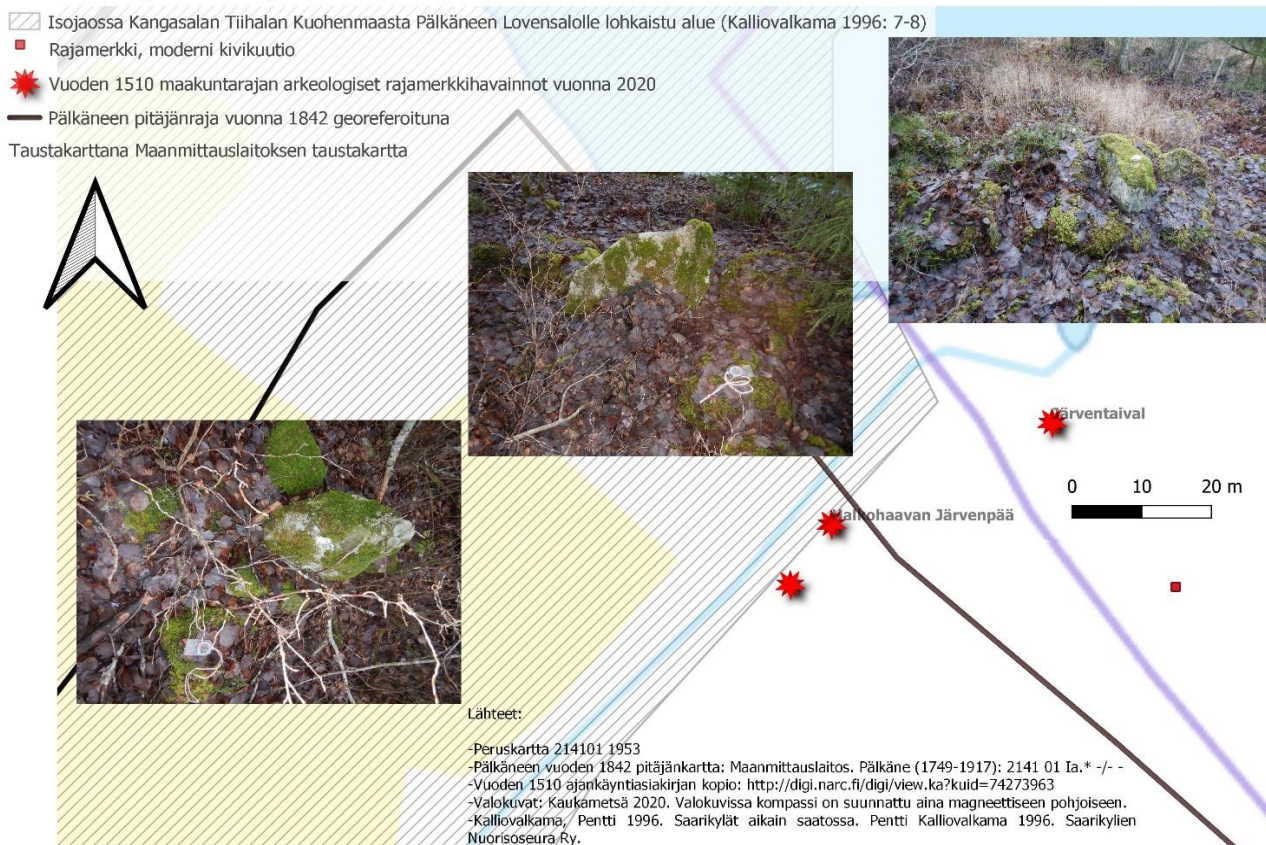 Isojaossa Kangasalan Tiihalan Kuohenmaasta Pälkäneen Lovensalolle lohkaistu alue (Kalliovalkama 1996: 7-8)
Rajamerkki, moderni kivikuutio
Vuoden 1510 maakuntarajan arkeologiset rajamerkkihavainnot vuonna 2020
Pälkäneen pitäjänraja vuonna 1842 georeferoituna
Taustakarttana Maanmittauslaitoksen taustakartta
Järventaival
0 10 20 m
Järvenpää
Lähteet:
-Peruskartta 214101 1953
-Pälkäneen vuoden 1842 pitäjänkartta: Maanmittauslaitos. Pälkäne (1749-1917): 2141 01 Ia.* -/- -
-Vuoden 1510 ajankäyntiasiakirjan kopio: http://digi.narc.fi/digi/view.ka?kuid=74273963
-Valokuvat: Kaukametsä 2020. Valokuvissa kompassi on suunnattu aina magneettiseen pohjoiseen.
-Kalliovalkama, Pentti 1996. Saarikylät aikain saatossa. Pentti Kalliovalkama 1996. Saarikylien
Nuorisoseura Ry.